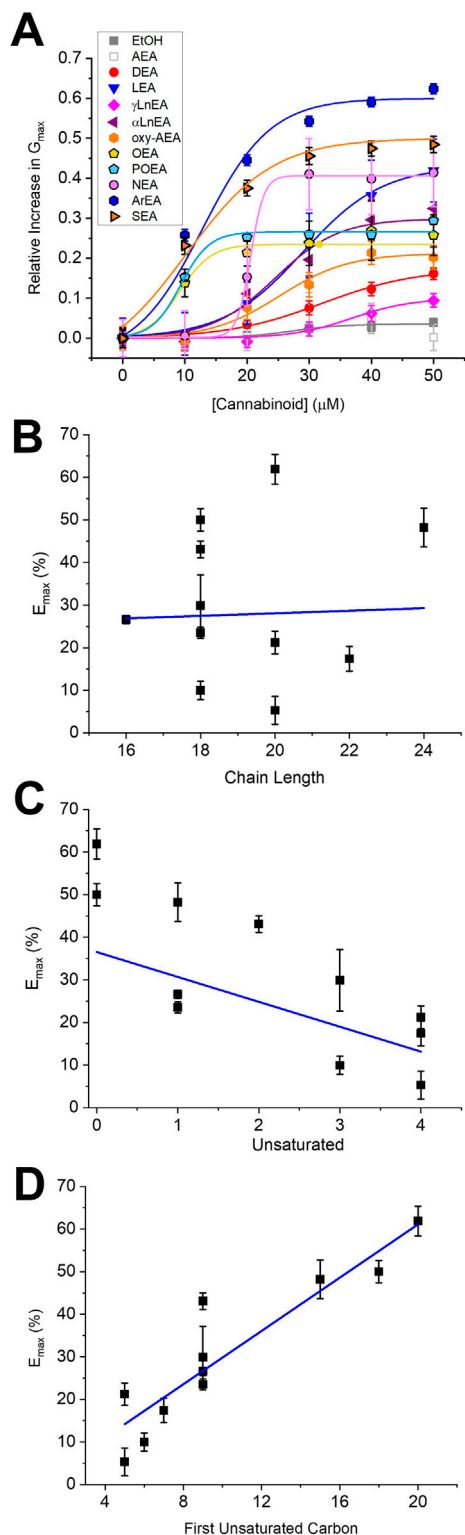 A
EtOH
AEA
DEA
LEA
γLnEA
αLnEA
oxy-AEA
OEA
POEA
NEA
ArEA
SEA
Relative Increase in Gmax
0.7
0.6
0.5
0.4
0.3
0.2
0.1
0.0
0 10 20 30 40 50
[Cannabinoid] (μM)
B
Emax (%)
70
60
50
40
30
20
10
0
16 18 20 22 24
Chain Length
C
Emax (%)
70
60
50
40
30
20
10
0
0 1 2 3 4
Unsaturated
D
Emax (%)
70
60
50
40
30
20
10
0
4 8 12 16 20
First Unsaturated Carbon